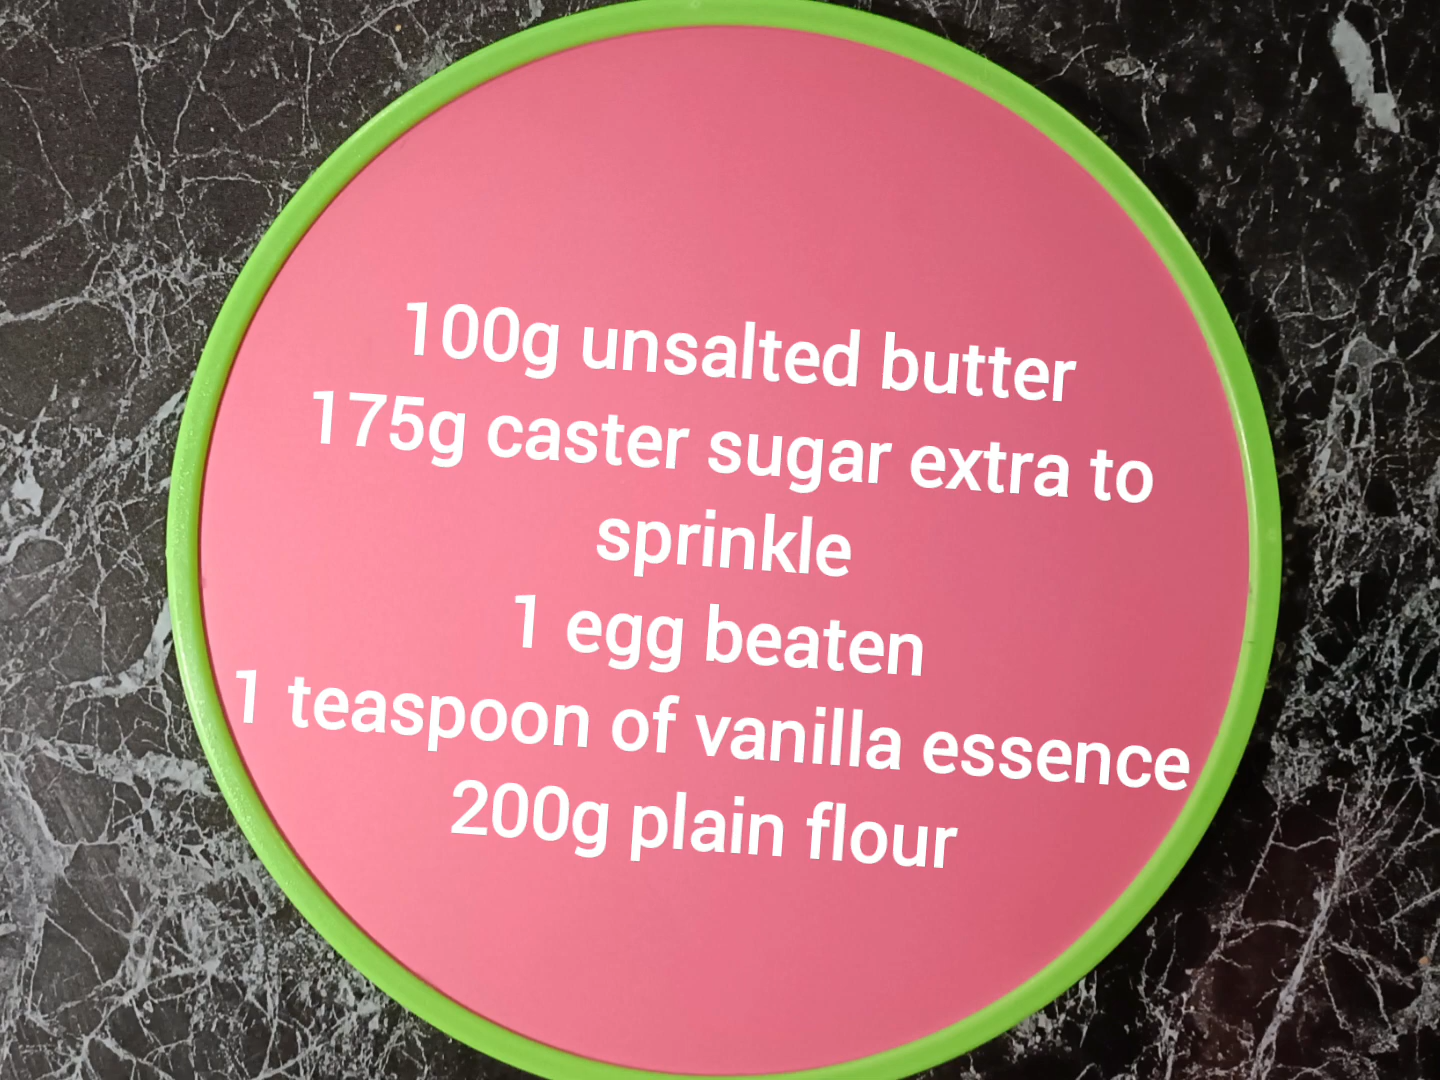 100g unsalted butter
175g caster sugar extra to
sprinkle
1 egg beaten
1 teaspoon of vanilla essence
200g plain flour